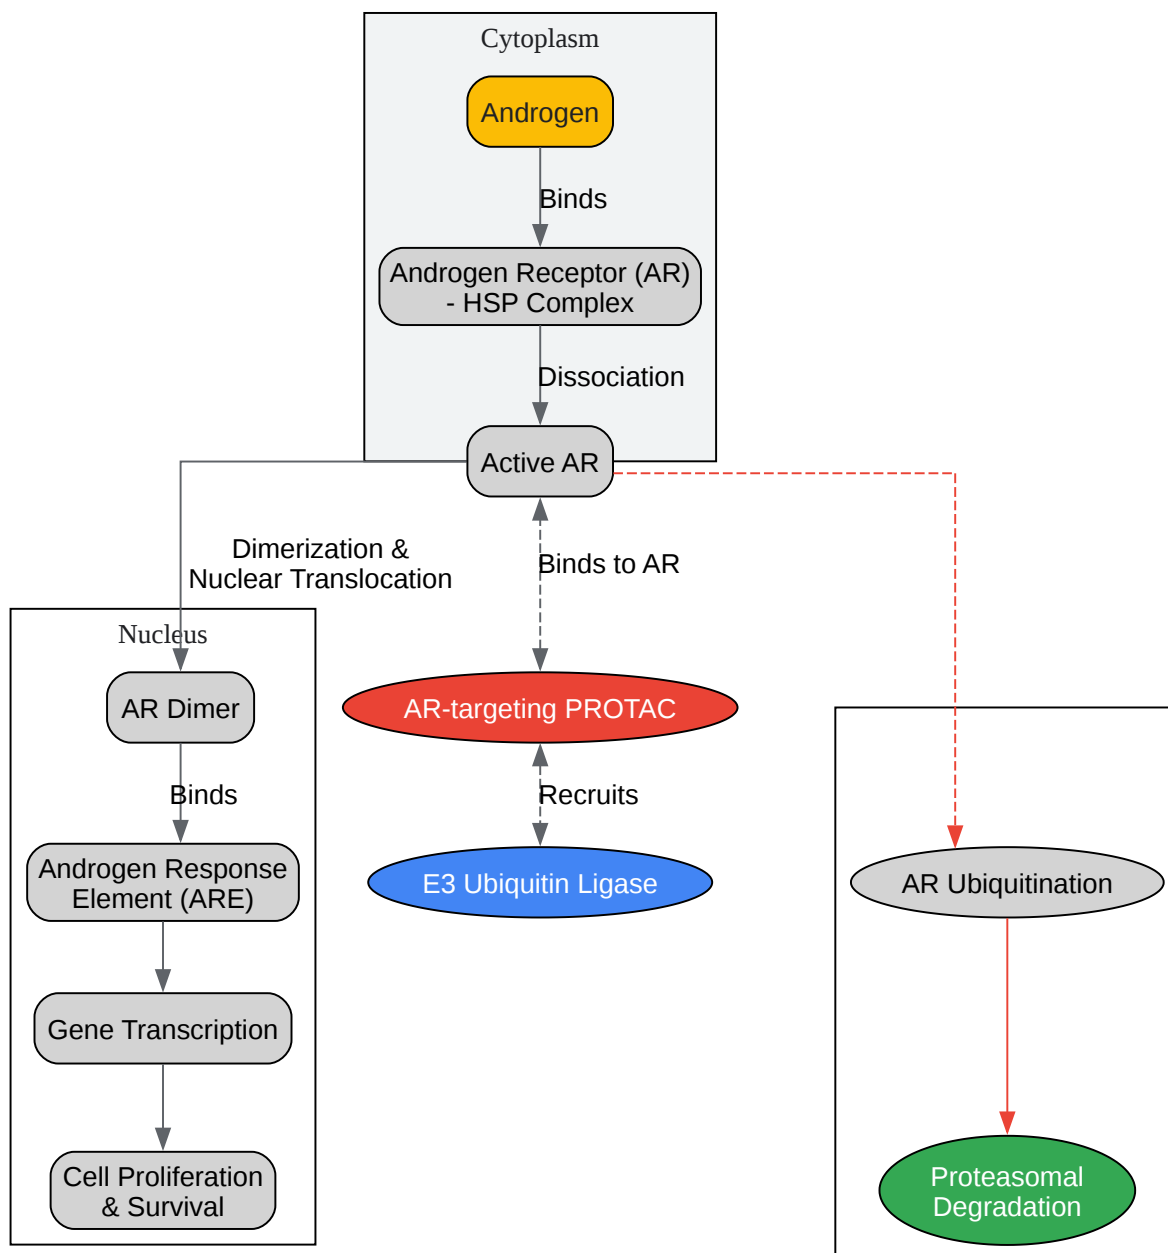 Cytoplasm
Androgen
Binds
Androgen Receptor (AR)
- HSP Complex
Dissociation
Active AR
Dimerization &
Nuclear Translocation
Binds to AR
Nucleus
AR Dimer
AR-targeting PROTAC
Binds
Recruits
Androgen Response
Element (ARE)
E3 Ubiquitin Ligase
AR Ubiquitination
Gene Transcription
Cell Proliferation
& Survival
Proteasomal
Degradation